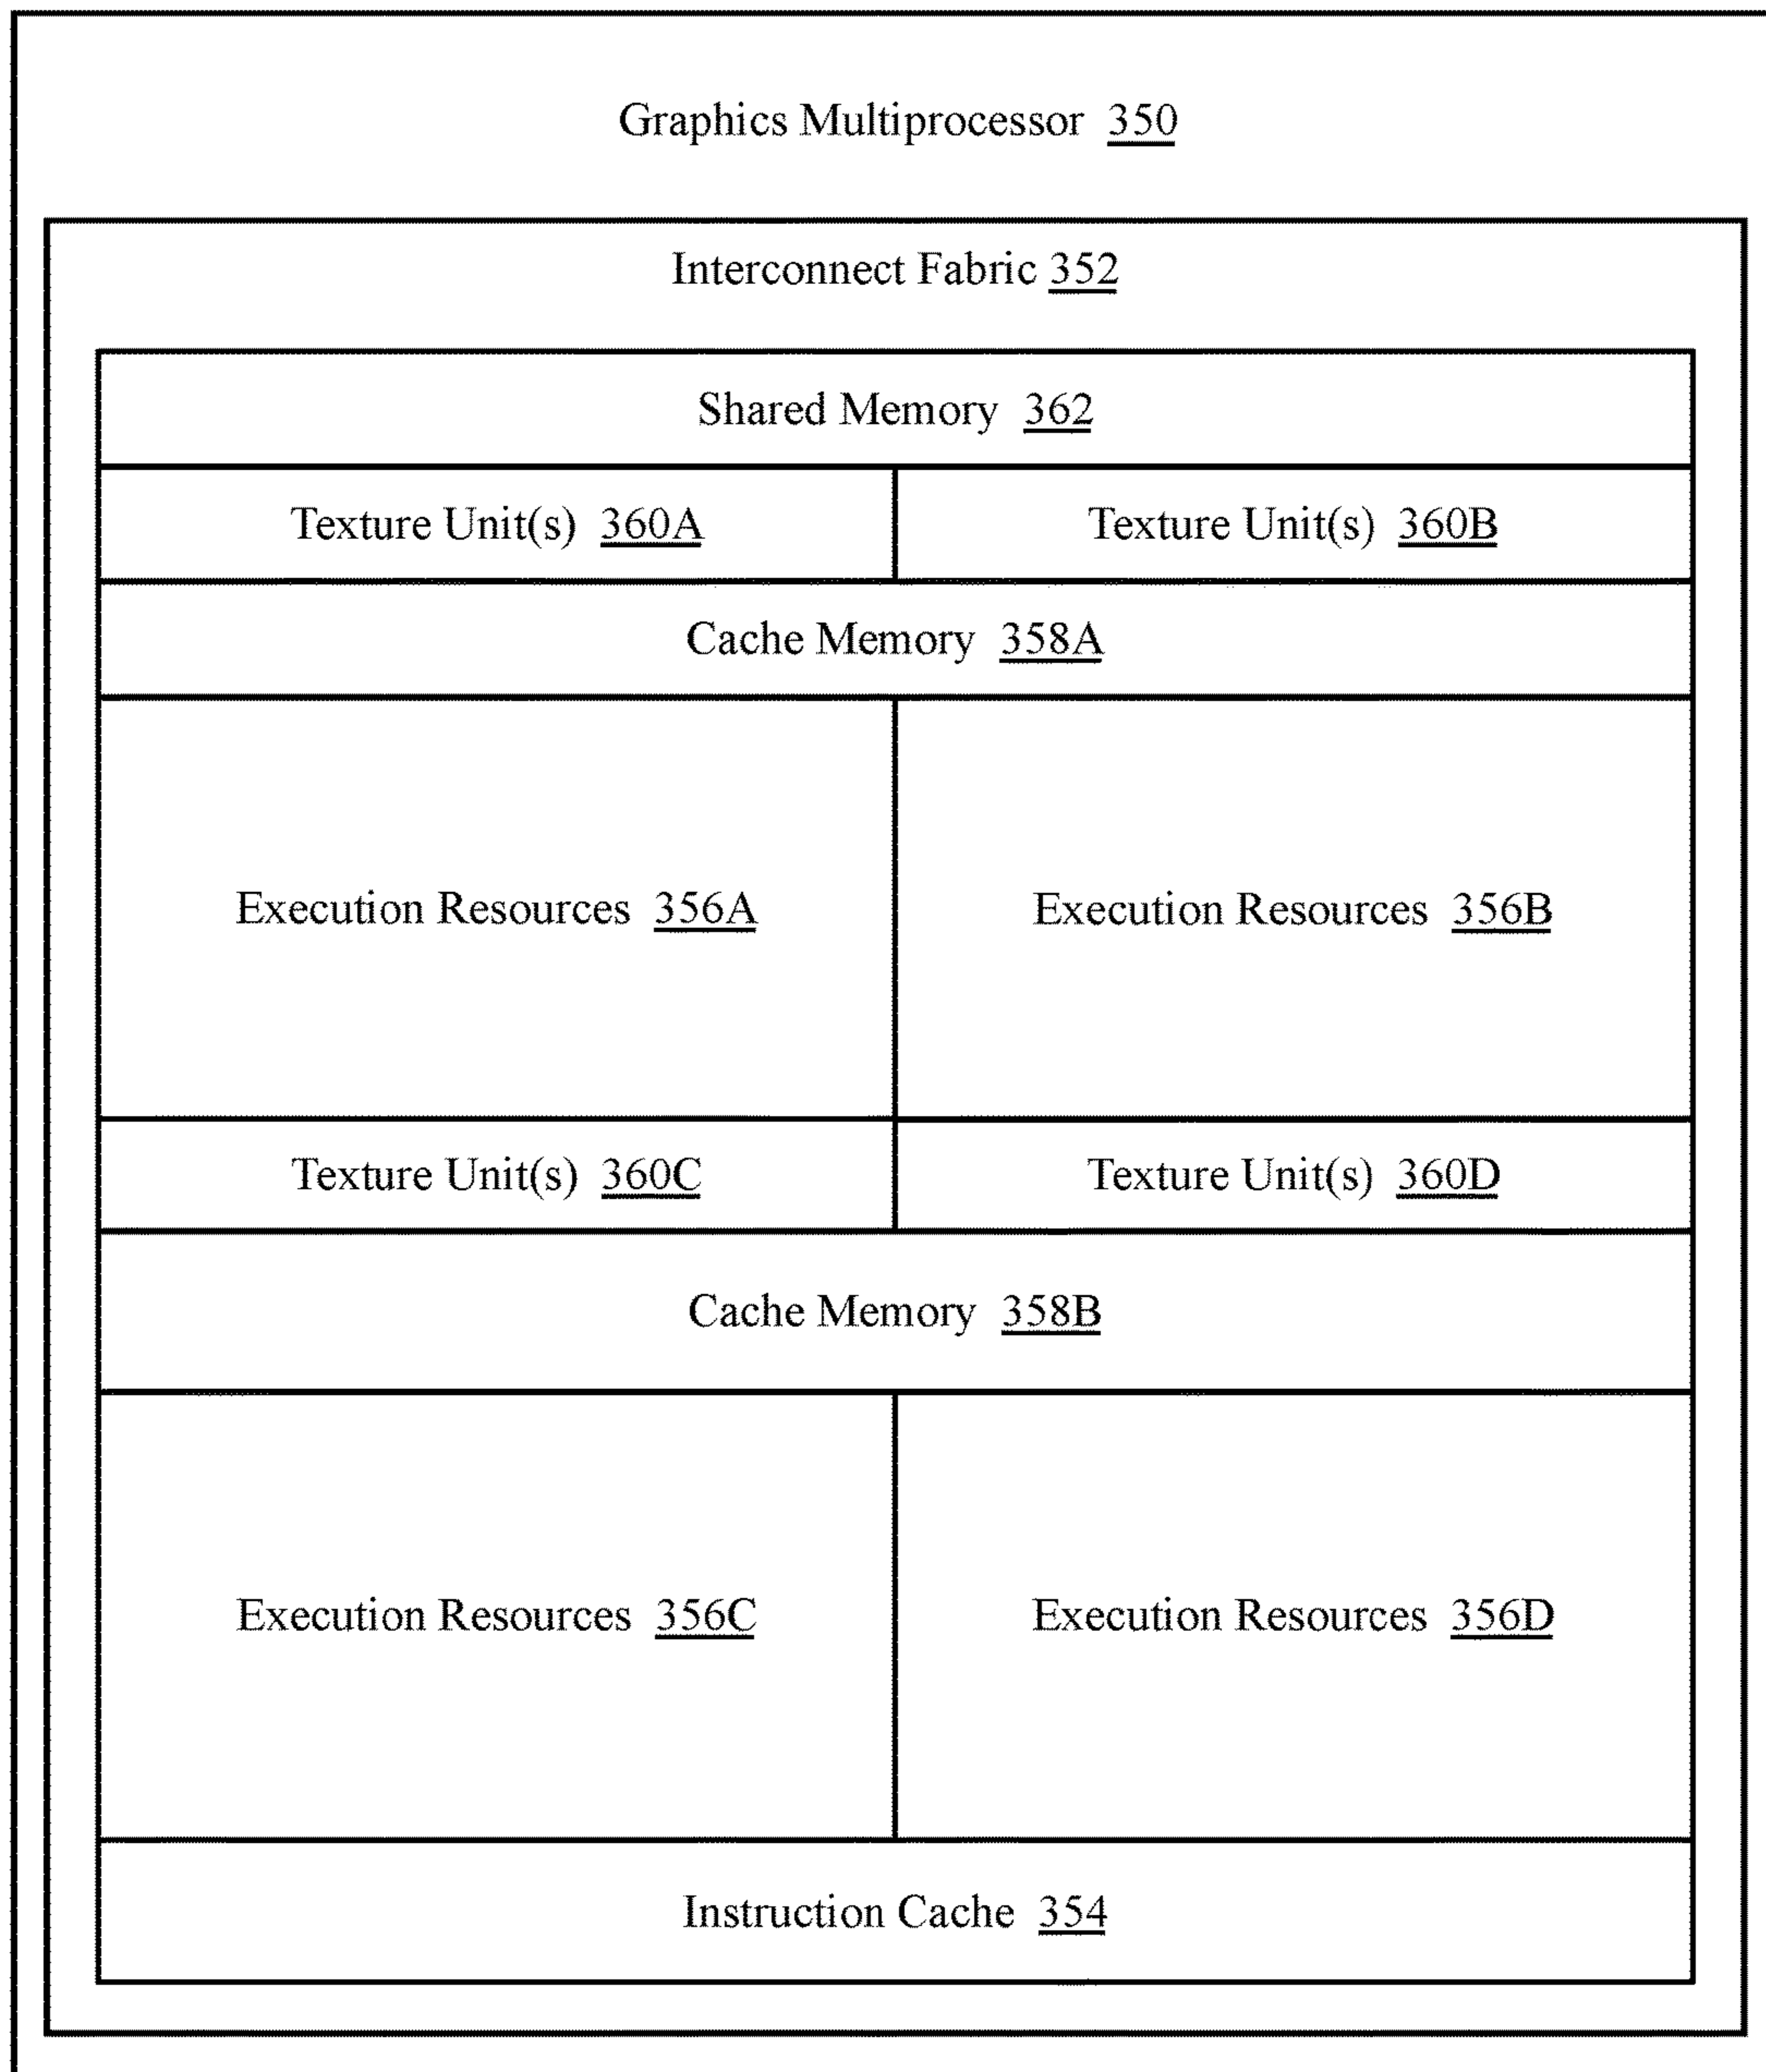 Graphics Multiprocessor 350
Interconnect Fabric 352
Shared Memory 362
Texture Unit(s) 360A
Texture Unit(s) 360B
Cache Memory 358A
Execution Resources 356A
Execution Resources 356B
Texture Unit(s) 360C
Texture Unit(s) 360D
Cache Memory 358B
Execution Resources 356C
Execution Resources 356D
Instruction Cache 354